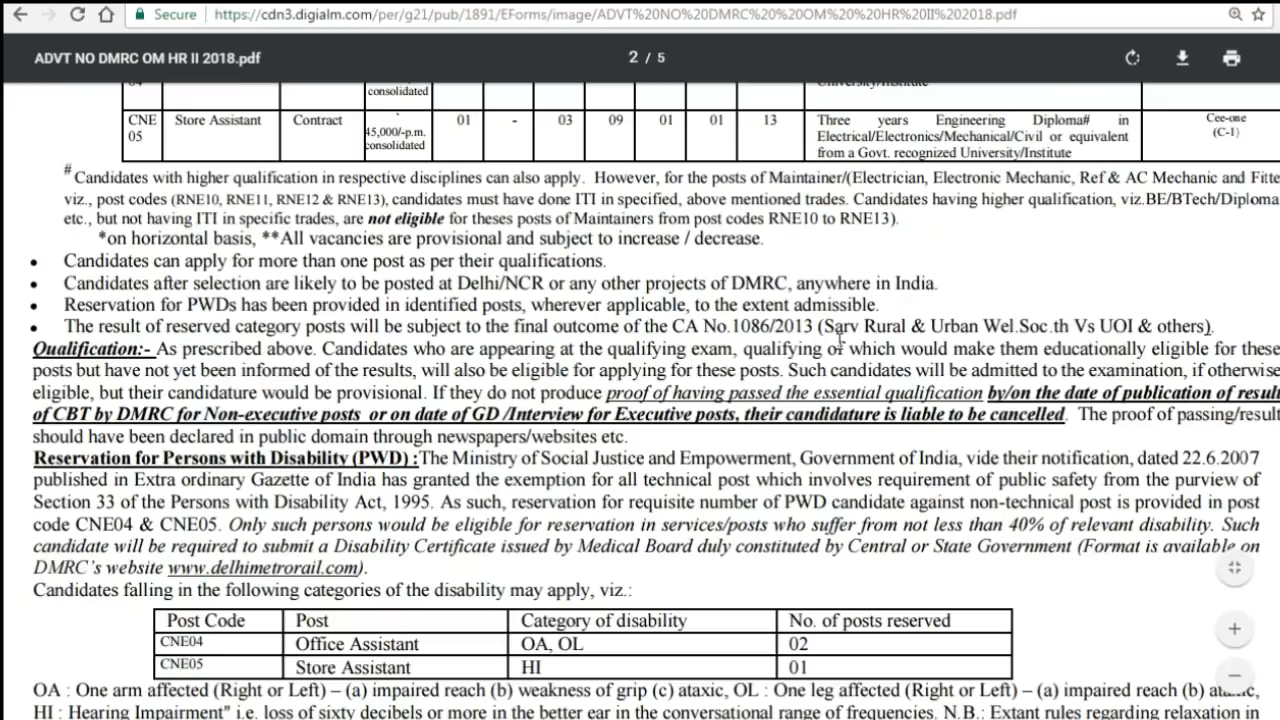 Secure https://cdn3.digialm.com/per/g21/pub/1891/EForms/image/ADVT%20NO%20DMRC%20%20OM%20%20HR%20II%202018.pdf
ADVT NO DMRC OM HR II 2018.pdf 2 / 5
consolidated
CNE 05 Store Assistant Contract ` 45,000/-p.m. consolidated 01 - 03 09 01 01 13 Three years Engineering Diploma# in Electrical/Electronics/Mechanical/Civil or equivalent from a Govt. recognized University/Institute Cee-one (C-1)
# Candidates with higher qualification in respective disciplines can also apply. However, for the posts of Maintainer/(Electrician, Electronic Mechanic, Ref & AC Mechanic and Fitte
viz., post codes (RNE10, RNE11, RNE12 & RNE13), candidates must have done ITI in specified, above mentioned trades. Candidates having higher qualification, viz.BE/BTech/Diploma
etc., but not having ITI in specific trades, are not eligible for theses posts of Maintainers from post codes RNE10 to RNE13).
*on horizontal basis, **All vacancies are provisional and subject to increase / decrease.
• Candidates can apply for more than one post as per their qualifications.
• Candidates after selection are likely to be posted at Delhi/NCR or any other projects of DMRC, anywhere in India.
• Reservation for PWDs has been provided in identified posts, wherever applicable, to the extent admissible.
• The result of reserved category posts will be subject to the final outcome of the CA No.1086/2013 (Sarv Rural & Urban Wel.Soc.th Vs UOI & others).
Qualification:- As prescribed above. Candidates who are appearing at the qualifying exam, qualifying of which would make them educationally eligible for these
posts but have not yet been informed of the results, will also be eligible for applying for these posts. Such candidates will be admitted to the examination, if otherwise
eligible, but their candidature would be provisional. If they do not produce proof of having passed the essential qualification by/on the date of publication of result
of CBT by DMRC for Non-executive posts or on date of GD /Interview for Executive posts, their candidature is liable to be cancelled. The proof of passing/result
should have been declared in public domain through newspapers/websites etc.
Reservation for Persons with Disability (PWD) :The Ministry of Social Justice and Empowerment, Government of India, vide their notification, dated 22.6.2007
published in Extra ordinary Gazette of India has granted the exemption for all technical post which involves requirement of public safety from the purview of
Section 33 of the Persons with Disability Act, 1995. As such, reservation for requisite number of PWD candidate against non-technical post is provided in post
code CNE04 & CNE05. Only such persons would be eligible for reservation in services/posts who suffer from not less than 40% of relevant disability. Such
candidate will be required to submit a Disability Certificate issued by Medical Board duly constituted by Central or State Government (Format is available on
DMRC's website www.delhimetrorail.com).
Candidates falling in the following categories of the disability may apply, viz.:
Post Code Post Category of disability No. of posts reserved
CNE04 Office Assistant OA, OL 02
CNE05 Store Assistant HI 01
OA : One arm affected (Right or Left) – (a) impaired reach (b) weakness of grip (c) ataxic, OL : One leg affected (Right or Left) – (a) impaired reach (b)
HI : Hearing Impairment" i.e. loss of sixty decibels or more in the better ear in the conversational range of frequencies. N.B.: Extant rules regarding relaxation in